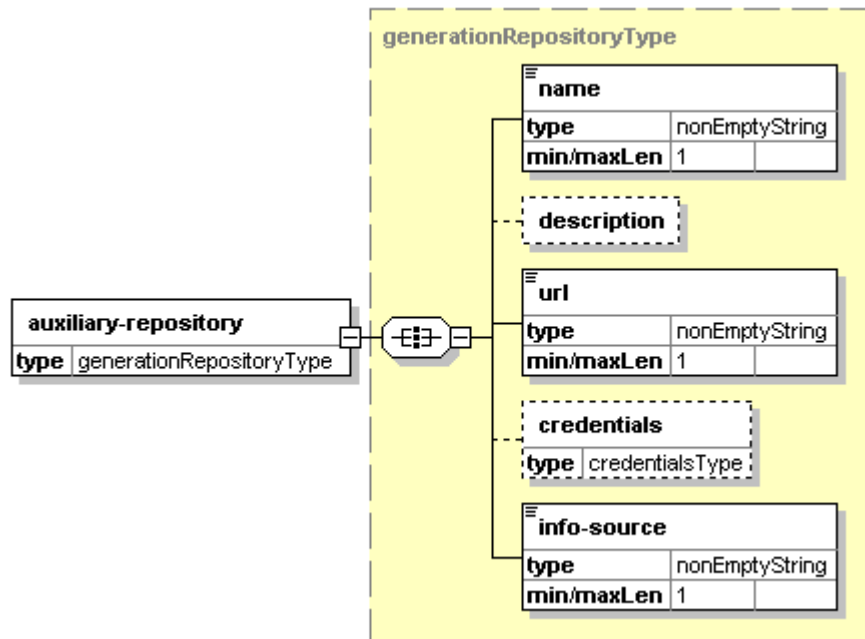 generationRepositoryType
name
type nonEmptyString
min/maxLen 1
description
url
type nonEmptyString
min/maxLen 1
auxiliary-repository
type generationRepositoryType
credentials
type credentialsType
info-source
type nonEmptyString
min/maxLen 1